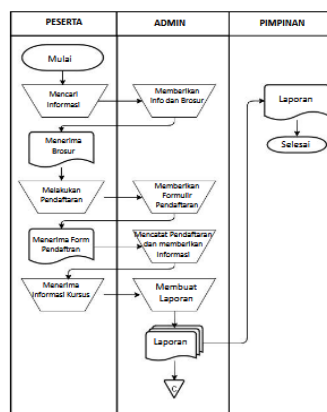 PESERTA
ADMIN
PIMPINAN
Mulai
Mencari
Informasi
Memberikan
Info dan Brosur
Laporan
Menerima
Brosur
Selesai
Melakukan
Pendaftaran
Memberikan
Formulir
Pendaftaran
Menerima Form
Pendaftran
Mencatat Pendaftaran
dan memberikan
Informasi
Menerima
Informasi Kursus
Membuat
Laporan
Laporan
C